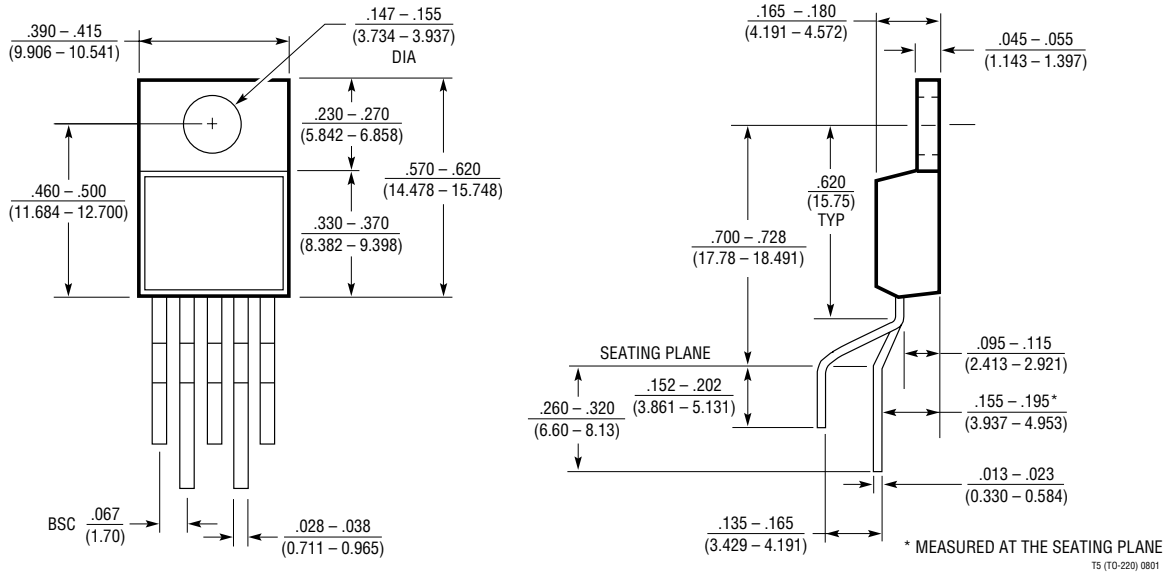 .390 – .415
(9.906 – 10.541)
.147 – .155
(3.734 – 3.937)
DIA
.230 – .270
(5.842 – 6.858)
.570 – .620
(14.478 – 15.748)
.460 – .500
(11.684 – 12.700)
.330 – .370
(8.382 – 9.398)
BSC
.067
(1.70)
.028 – .038
(0.711 – 0.965)
.165 – .180
(4.191 – 4.572)
.045 – .055
(1.143 – 1.397)
.620
(15.75)
TYP
.700 – .728
(17.78 – 18.491)
SEATING PLANE
.152 – .202
(3.861 – 5.131)
.260 – .320
(6.60 – 8.13)
.095 – .115
(2.413 – 2.921)
.155 – .195*
(3.937 – 4.953)
.013 – .023
(0.330 – 0.584)
.135 – .165
(3.429 – 4.191)
* MEASURED AT THE SEATING PLANE
T5 (TO-220) 0801